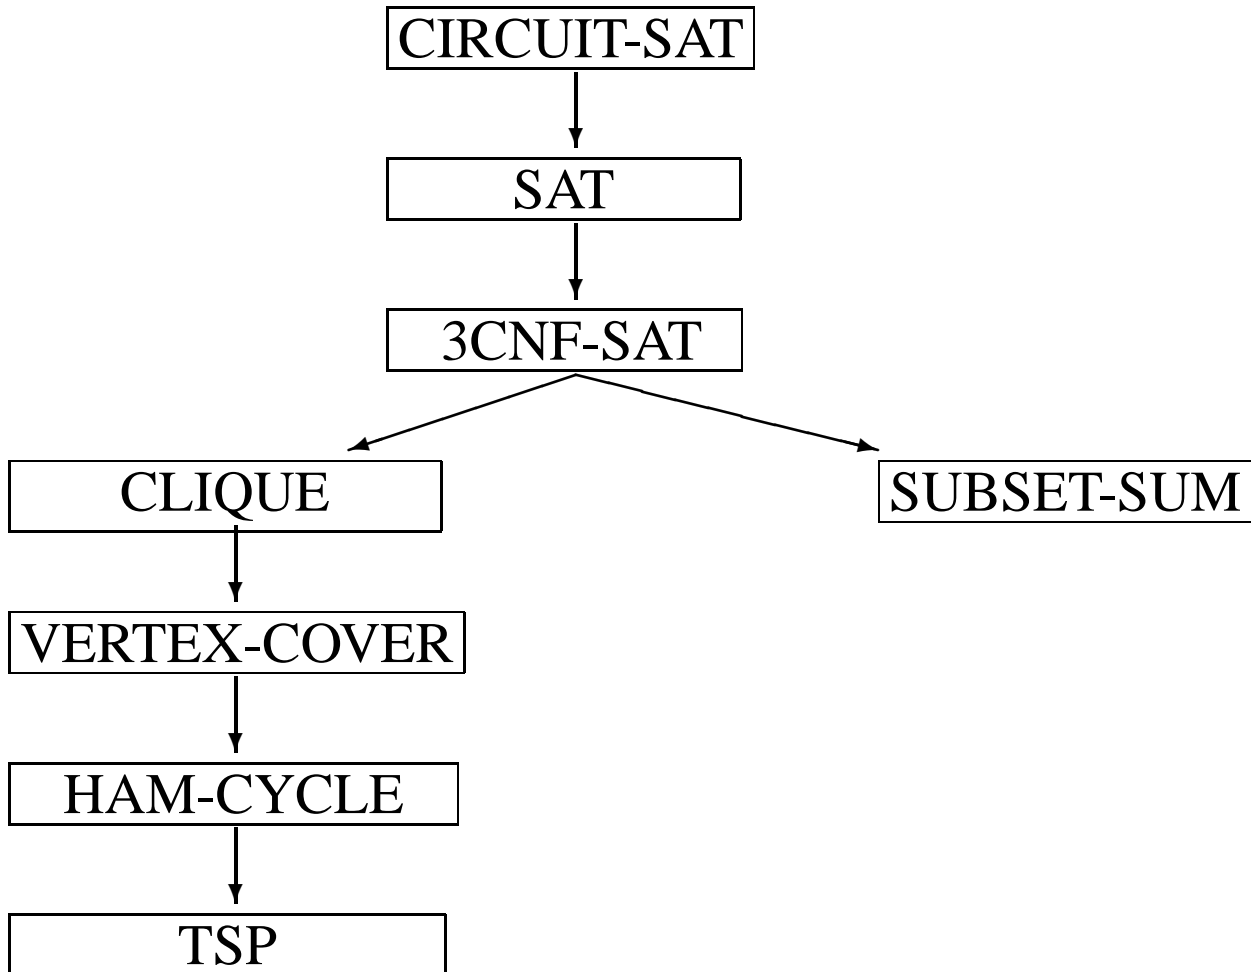 CIRCUIT-SAT
SAT
3CNF-SAT
CLIQUE
SUBSET-SUM
VERTEX-COVER
HAM-CYCLE
TSP